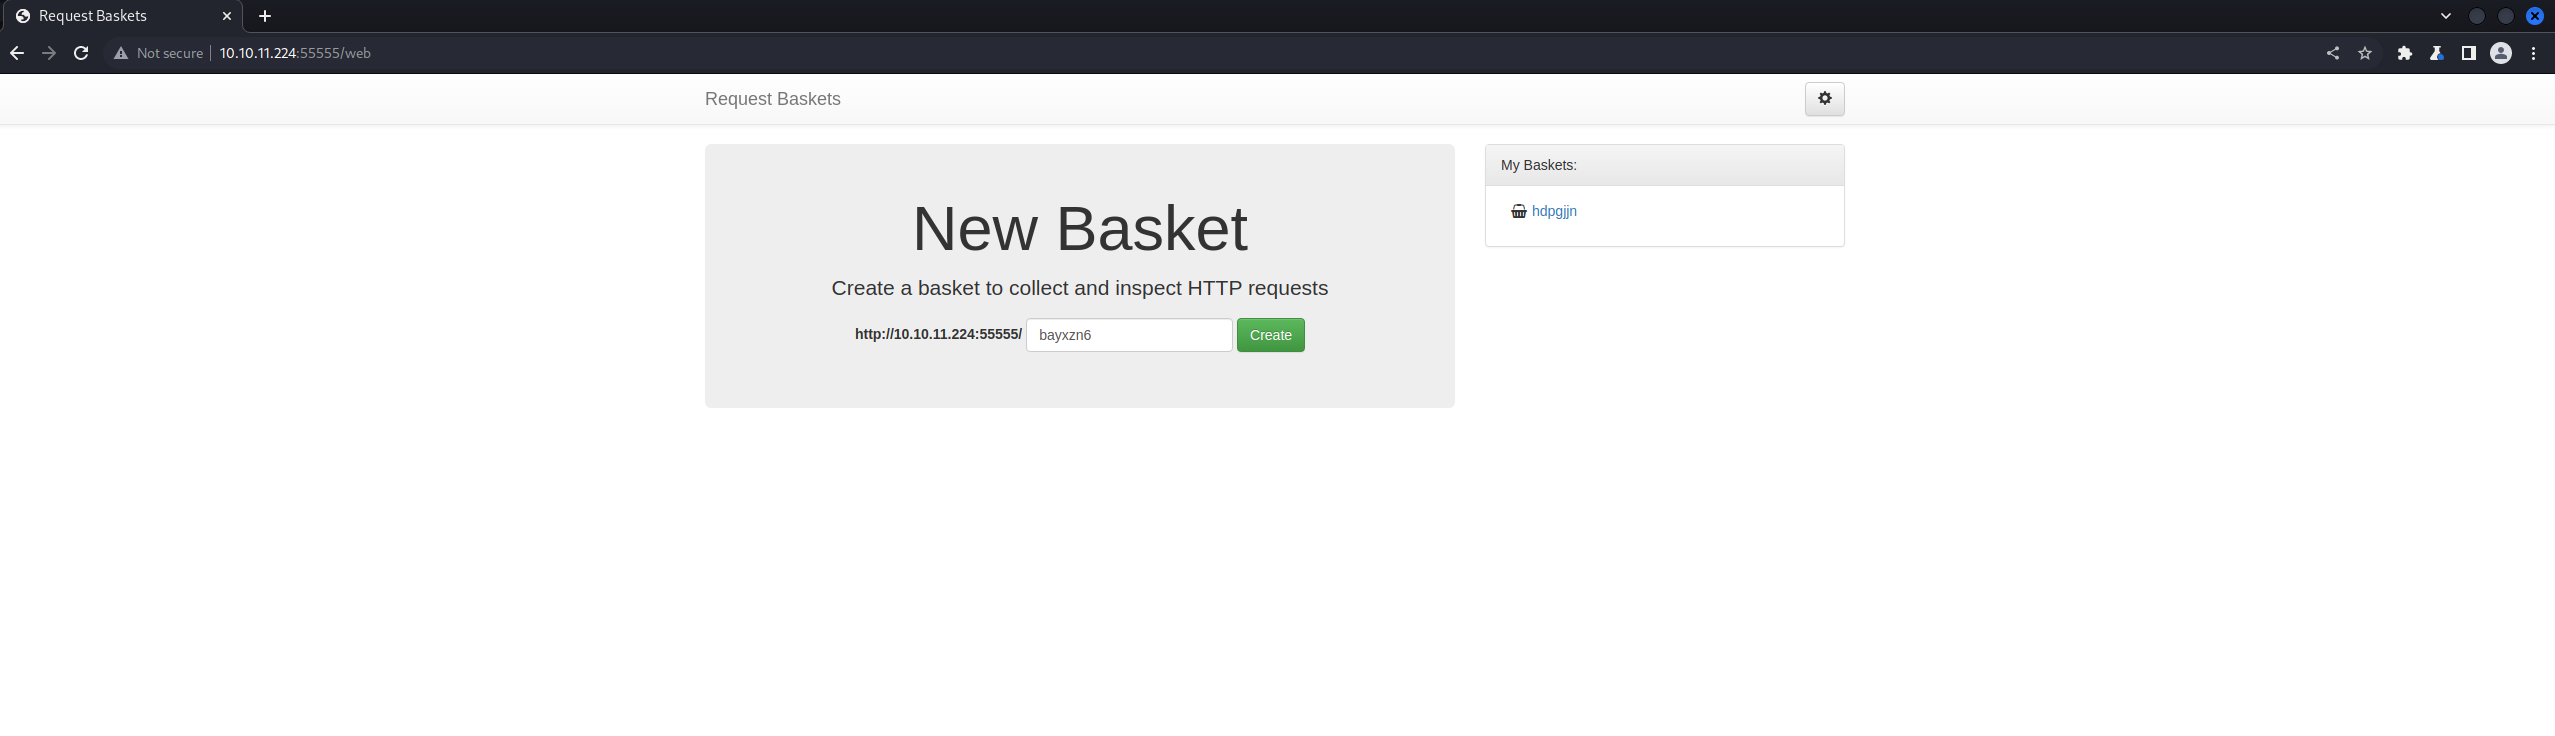 Request Baskets
Not secure 10.10.11.224:55555/web
Request Baskets
New Basket
Create a basket to collect and inspect HTTP requests
http://10.10.11.224:55555/ bayxzn6 Create
My Baskets:
hdpgjjn